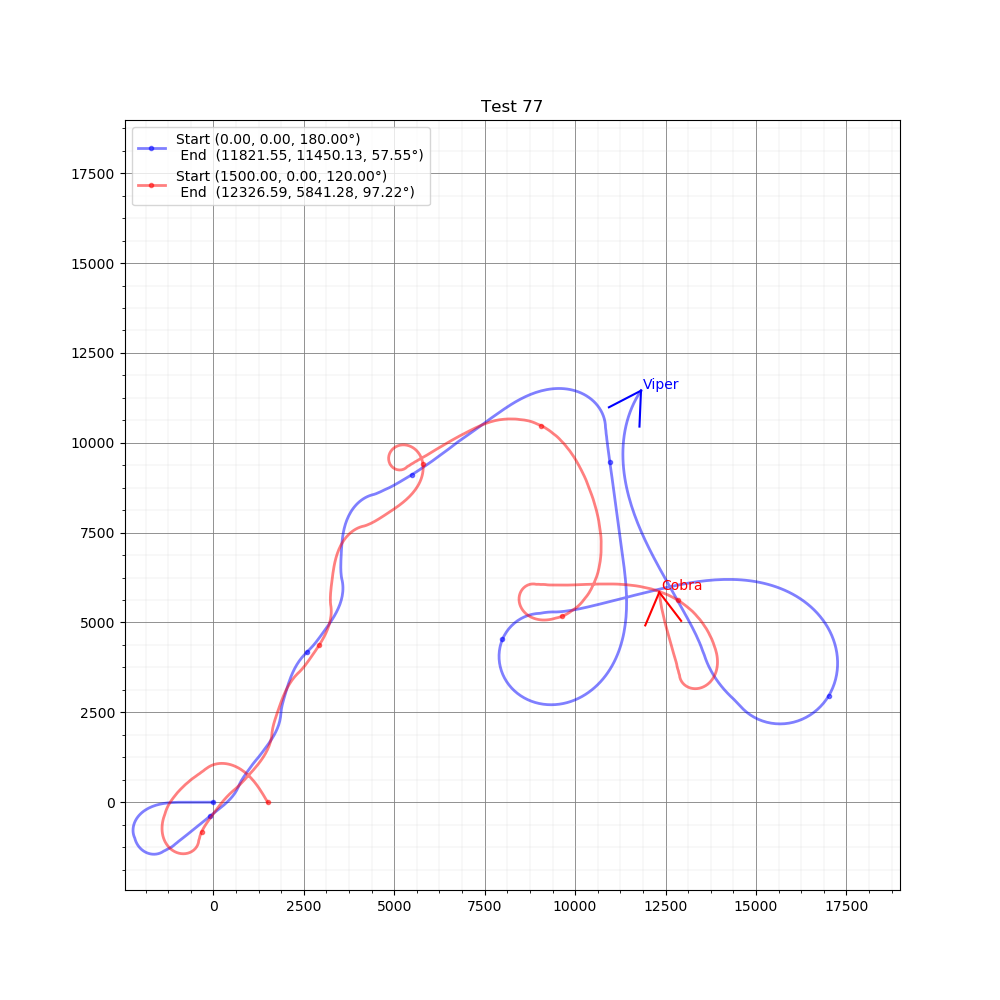 Test 77
Start (0.00, 0.00, 180.00°)
End (11821.55, 11450.13, 57.55°)
Start (1500.00, 0.00, 120.00°)
End (12326.59, 5841.28, 97.22°)
17500
15000
12500
10000
7500
5000
2500
0
Viper
Cobra
0 2500 5000 7500 10000 12500 15000 17500